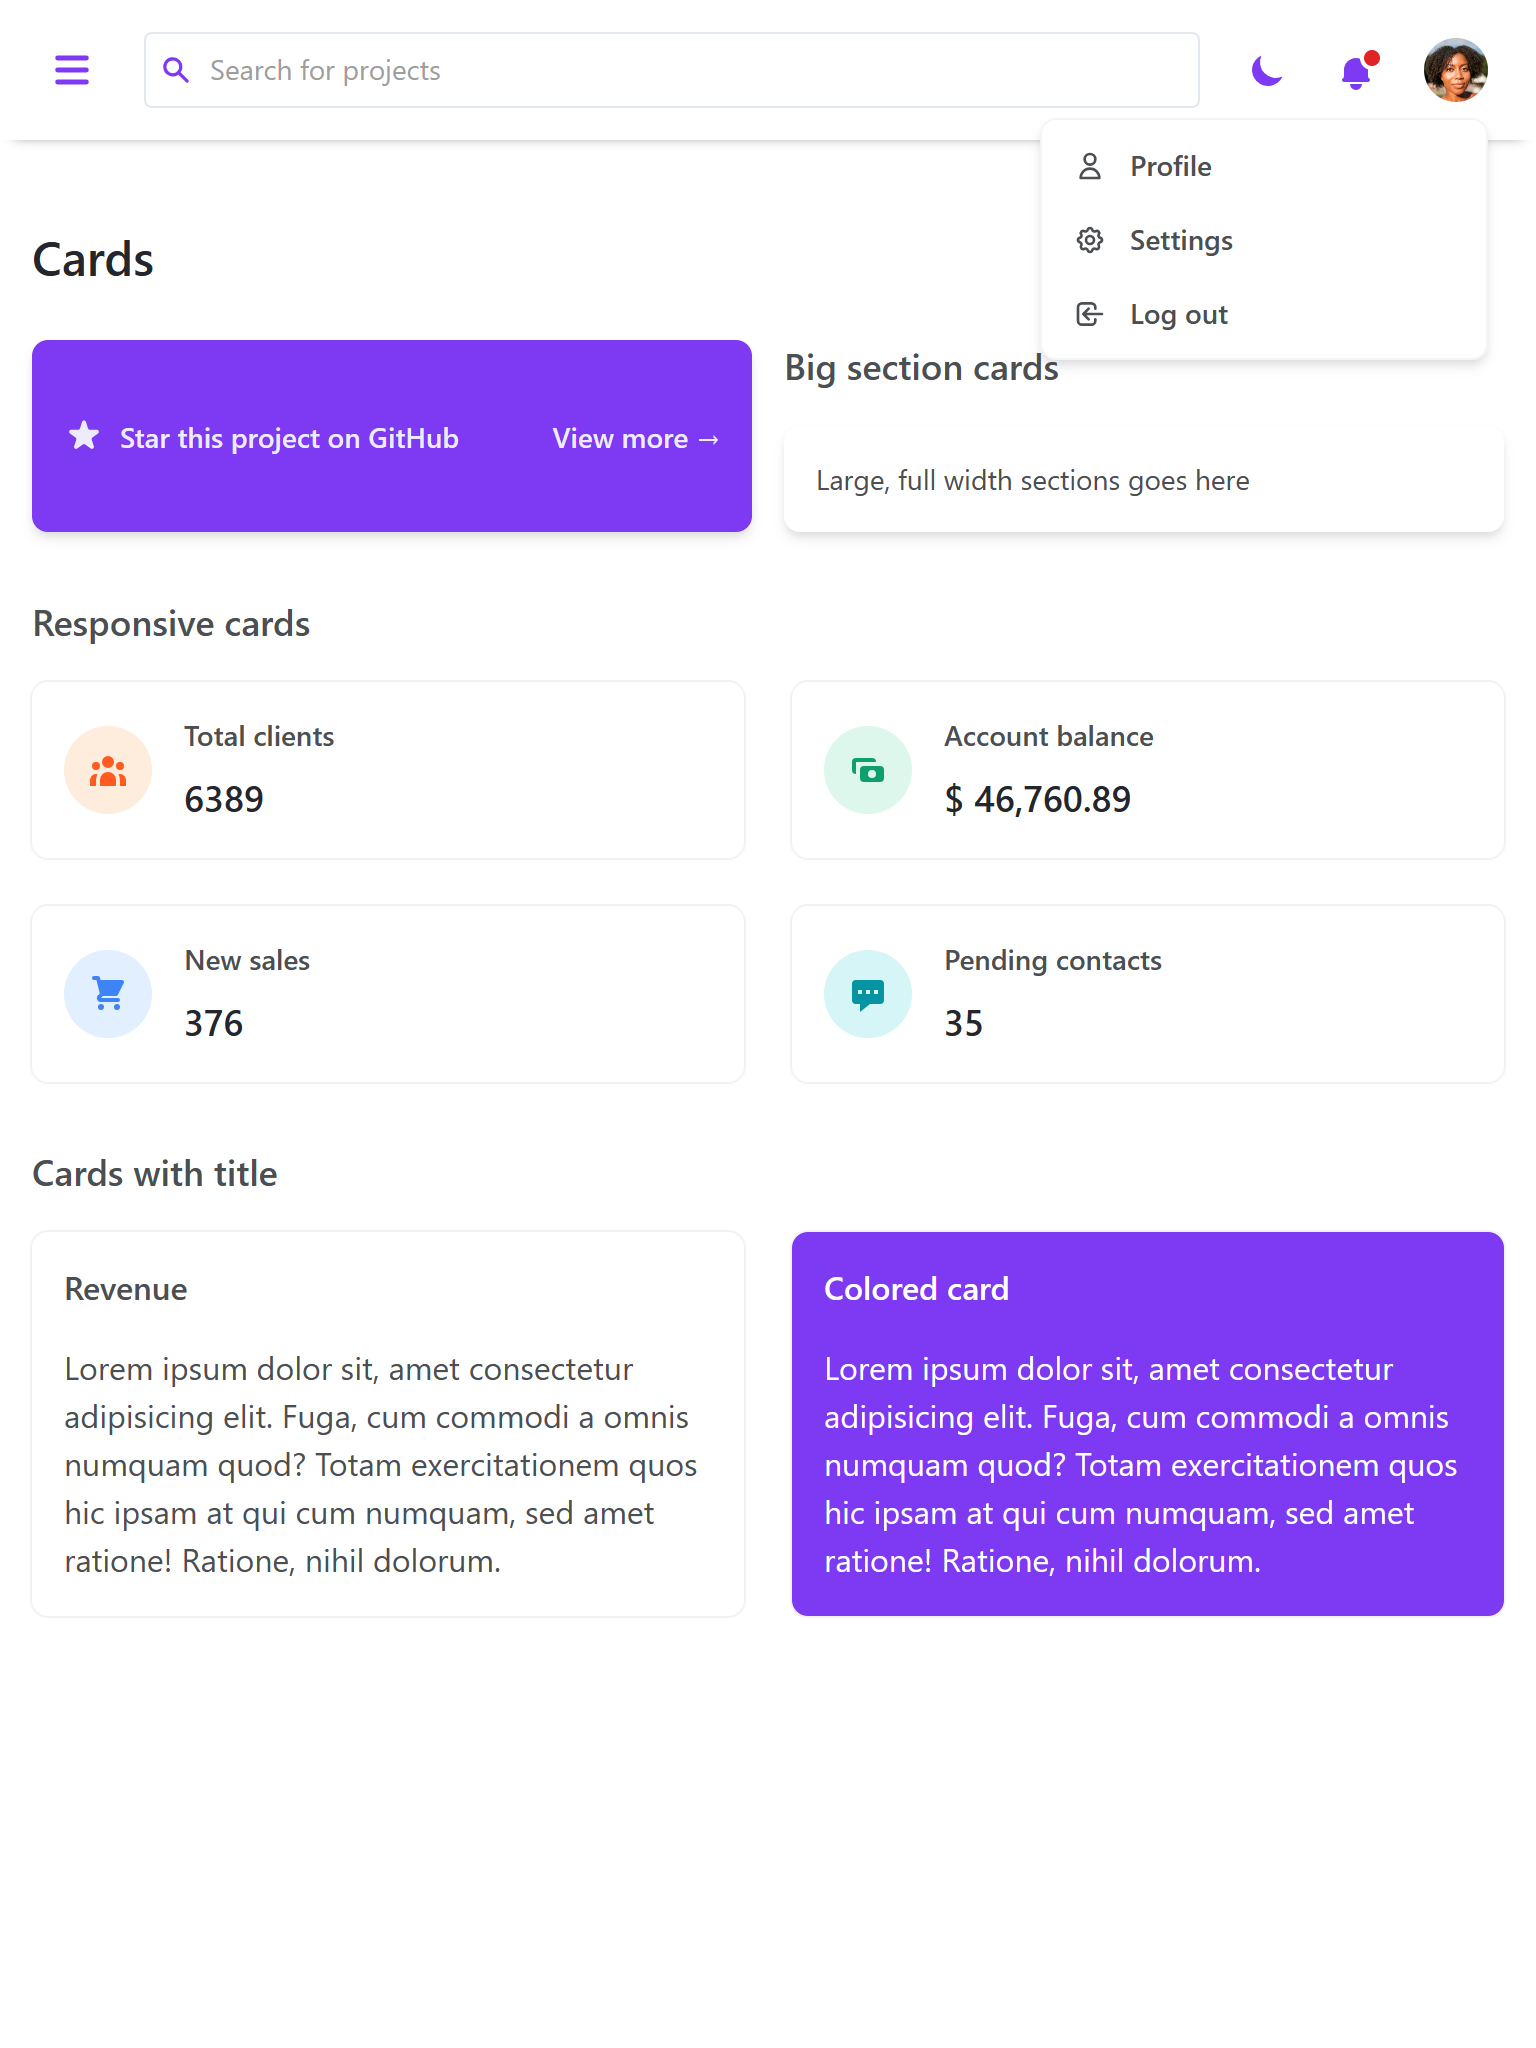 Search for projects
Profile
Settings
Log out
Cards
Star this project on GitHub
View more →
Big section cards
Large, full width sections goes here
Responsive cards
Total clients
6389
Account balance
$ 46,760.89
New sales
376
Pending contacts
35
Cards with title
Revenue
Lorem ipsum dolor sit, amet consectetur
adipisicing elit. Fuga, cum commodi a omnis
numquam quod? Totam exercitationem quos
hic ipsam at qui cum numquam, sed amet
ratione! Ratione, nihil dolorum.
Colored card
Lorem ipsum dolor sit, amet consectetur
adipisicing elit. Fuga, cum commodi a omnis
numquam quod? Totam exercitationem quos
hic ipsam at qui cum numquam, sed amet
ratione! Ratione, nihil dolorum.